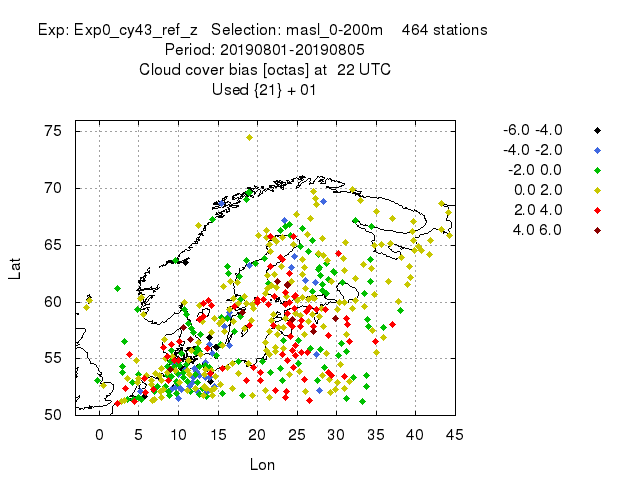 Exp: Exp0_cy43_ref_z   Selection: masl_0-200m    464 stations
Period: 20190801-20190805
Cloud cover bias [octas] at  22 UTC
Used {21} + 01
-6.0 -4.0
-4.0 -2.0
-2.0 0.0
0.0 2.0
2.0 4.0
4.0 6.0
75
70
65
60
55
50
Lat
0 5 10 15 20 25 30 35 40 45
Lon